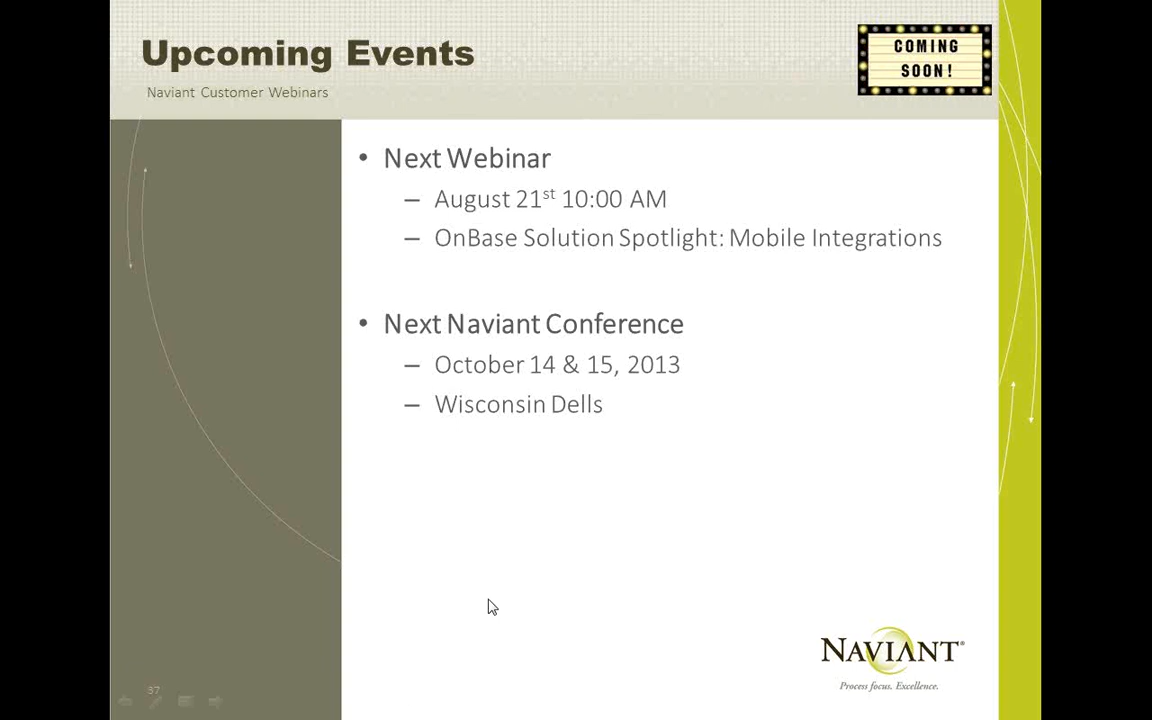 Upcoming Events
Naviant Customer Webinars
COMING
SOON!
• Next Webinar
– August 21st 10:00 AM
– OnBase Solution Spotlight: Mobile Integrations
• Next Naviant Conference
– October 14 & 15, 2013
– Wisconsin Dells
NAVIANT®
Process focus. Excellence.
37